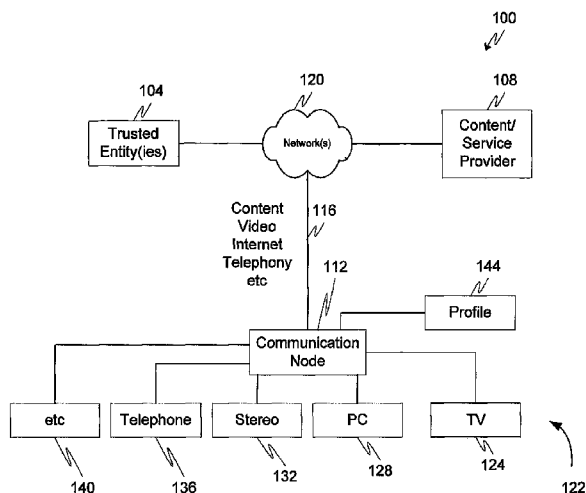 100
104
120
108
Trusted
Entity(ies)
Network(s)
Content/
Service
Provider
Content
Video
Internet
Telephony
etc
116
112
144
Communication
Node
Profile
etc
Telephone
Stereo
PC
TV
140
136
132
128
124
122